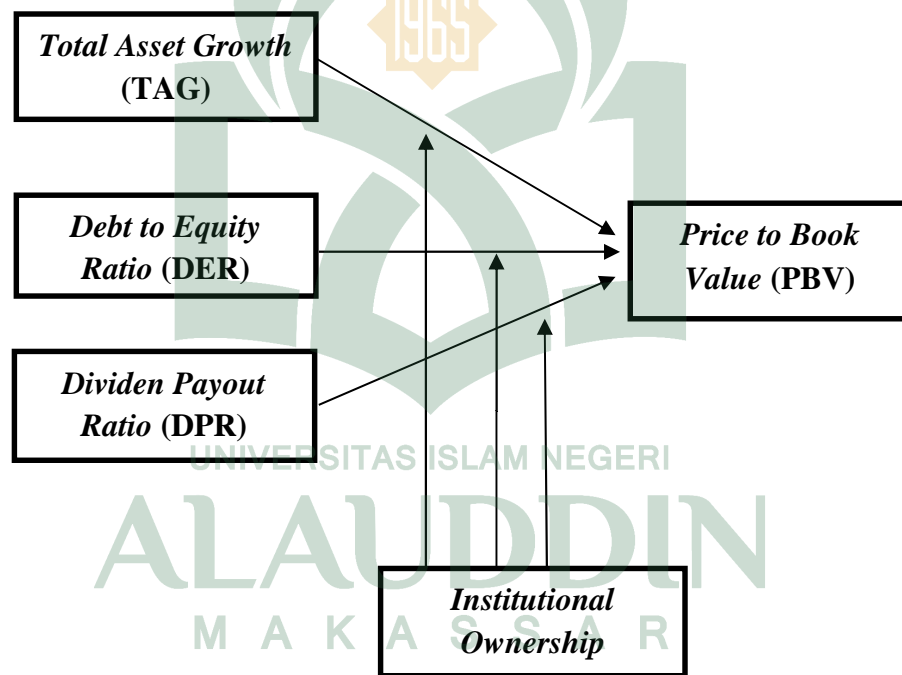 1965
Total Asset Growth
(TAG)
Debt to Equity
Ratio (DER)
Price to Book
Value (PBV)
Dividen Payout
Ratio (DPR)
UNIVERSITAS ISLAM NEGERI
ALAUDDIN
MAKASSAR
Institutional
Ownership